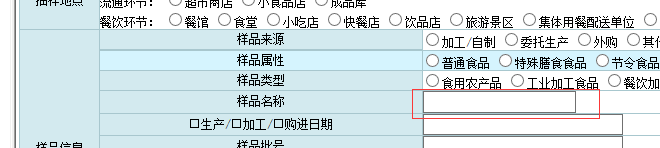 抽样地点
流通环节： ○超市商店 ○小食品店 ○成品库
餐饮环节： ○餐馆 ○食堂 ○小吃店 ○快餐店 ○饮品店 ○旅游景区 ○集体用餐配送单位
样品来源 ○加工/自制 ○委托生产 ○外购 ○其他
样品属性 ○普通食品 ○特殊膳食食品 ○节令食品
样品类型 ○食用农产品 ○工业加工食品 ○餐饮加
样品名称
□生产/□加工/□购进日期
样品信息
样品批号